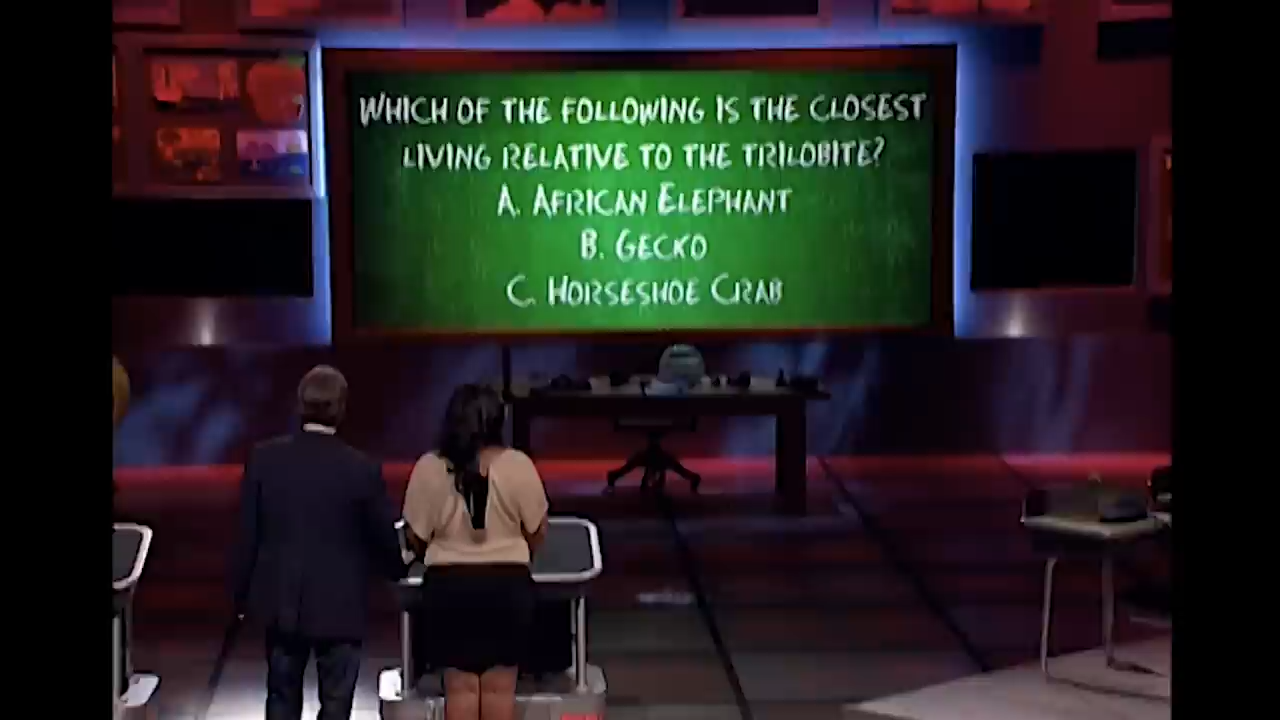 WHICH OF THE FOLLOWING IS THE CLOSEST
LIVING RELATIVE TO THE TRILOBITE?
A. AFRICAN ELEPHANT
B. GECKO
C. HORSESHOE CRAB